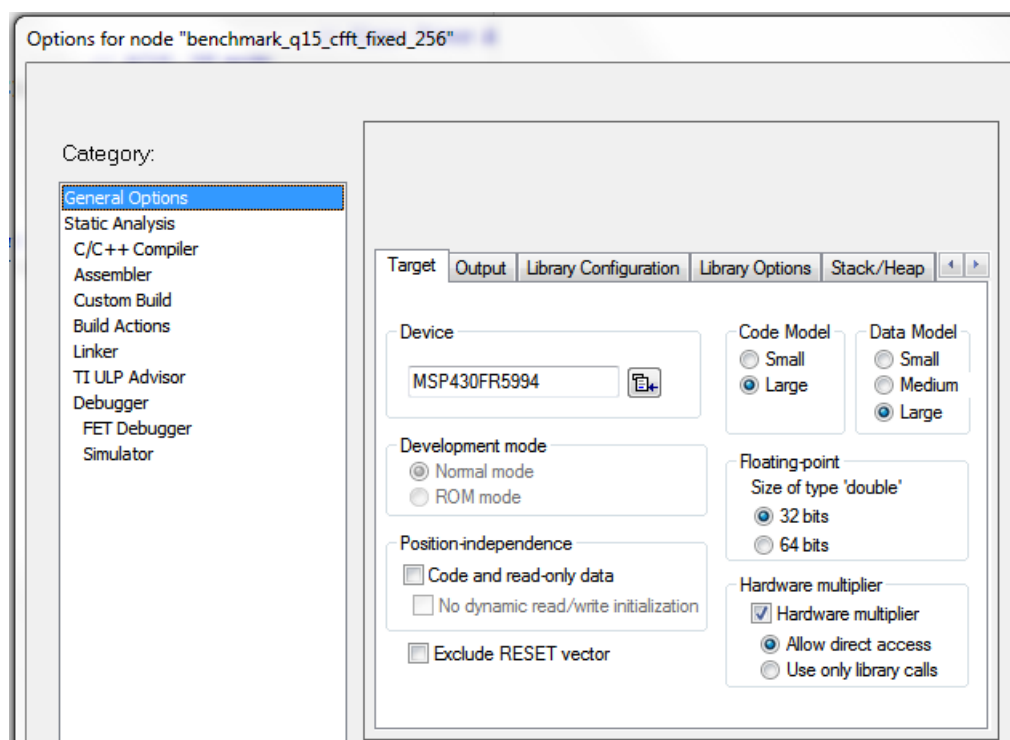 Options for node "benchmark_q15_cfft_fixed_256"
Category:
General Options
Static Analysis
C/C++ Compiler
Assembler
Custom Build
Build Actions
Linker
TI ULP Advisor
Debugger
FET Debugger
Simulator
Target Output Library Configuration Library Options Stack/Heap
Device
MSP430FR5994
Code Model
Small
Large
Data Model
Small
Medium
Large
Development mode
Normal mode
ROM mode
Floating-point
Size of type 'double'
32 bits
64 bits
Position-independence
Code and read-only data
No dynamic read/write initialization
Exclude RESET vector
Hardware multiplier
Hardware multiplier
Allow direct access
Use only library calls